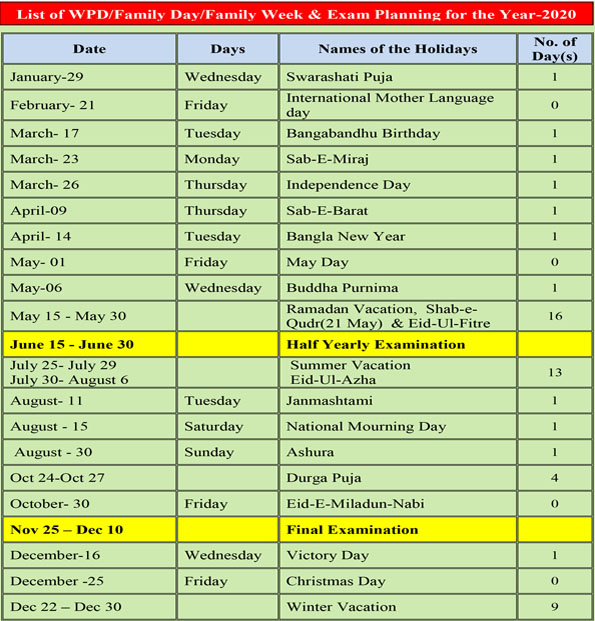 List of WPD/Family Day/Family Week & Exam Planning for the Year-2020
Date Days Names of the Holidays No. of Day(s)
January-29 Wednesday Swarashati Puja 1
February- 21 Friday International Mother Language day 0
March- 17 Tuesday Bangabandhu Birthday 1
March- 23 Monday Sab-E-Miraj 1
March- 26 Thursday Independence Day 1
April-09 Thursday Sab-E-Barat 1
April- 14 Tuesday Bangla New Year 1
May- 01 Friday May Day 0
May-06 Wednesday Buddha Purnima 1
May 15 - May 30 Ramadan Vacation, Shab-e-Qudr(21 May) & Eid-Ul-Fitre 16
June 15 - June 30 Half Yearly Examination
July 25- July 29 Summer Vacation
July 30- August 6 Eid-Ul-Azha 13
August- 11 Tuesday Janmashtami 1
August - 15 Saturday National Mourning Day 1
August - 30 Sunday Ashura 1
Oct 24-Oct 27 Durga Puja 4
October- 30 Friday Eid-E-Miladun-Nabi 0
Nov 25 – Dec 10 Final Examination
December-16 Wednesday Victory Day 1
December -25 Friday Christmas Day 0
Dec 22 – Dec 30 Winter Vacation 9